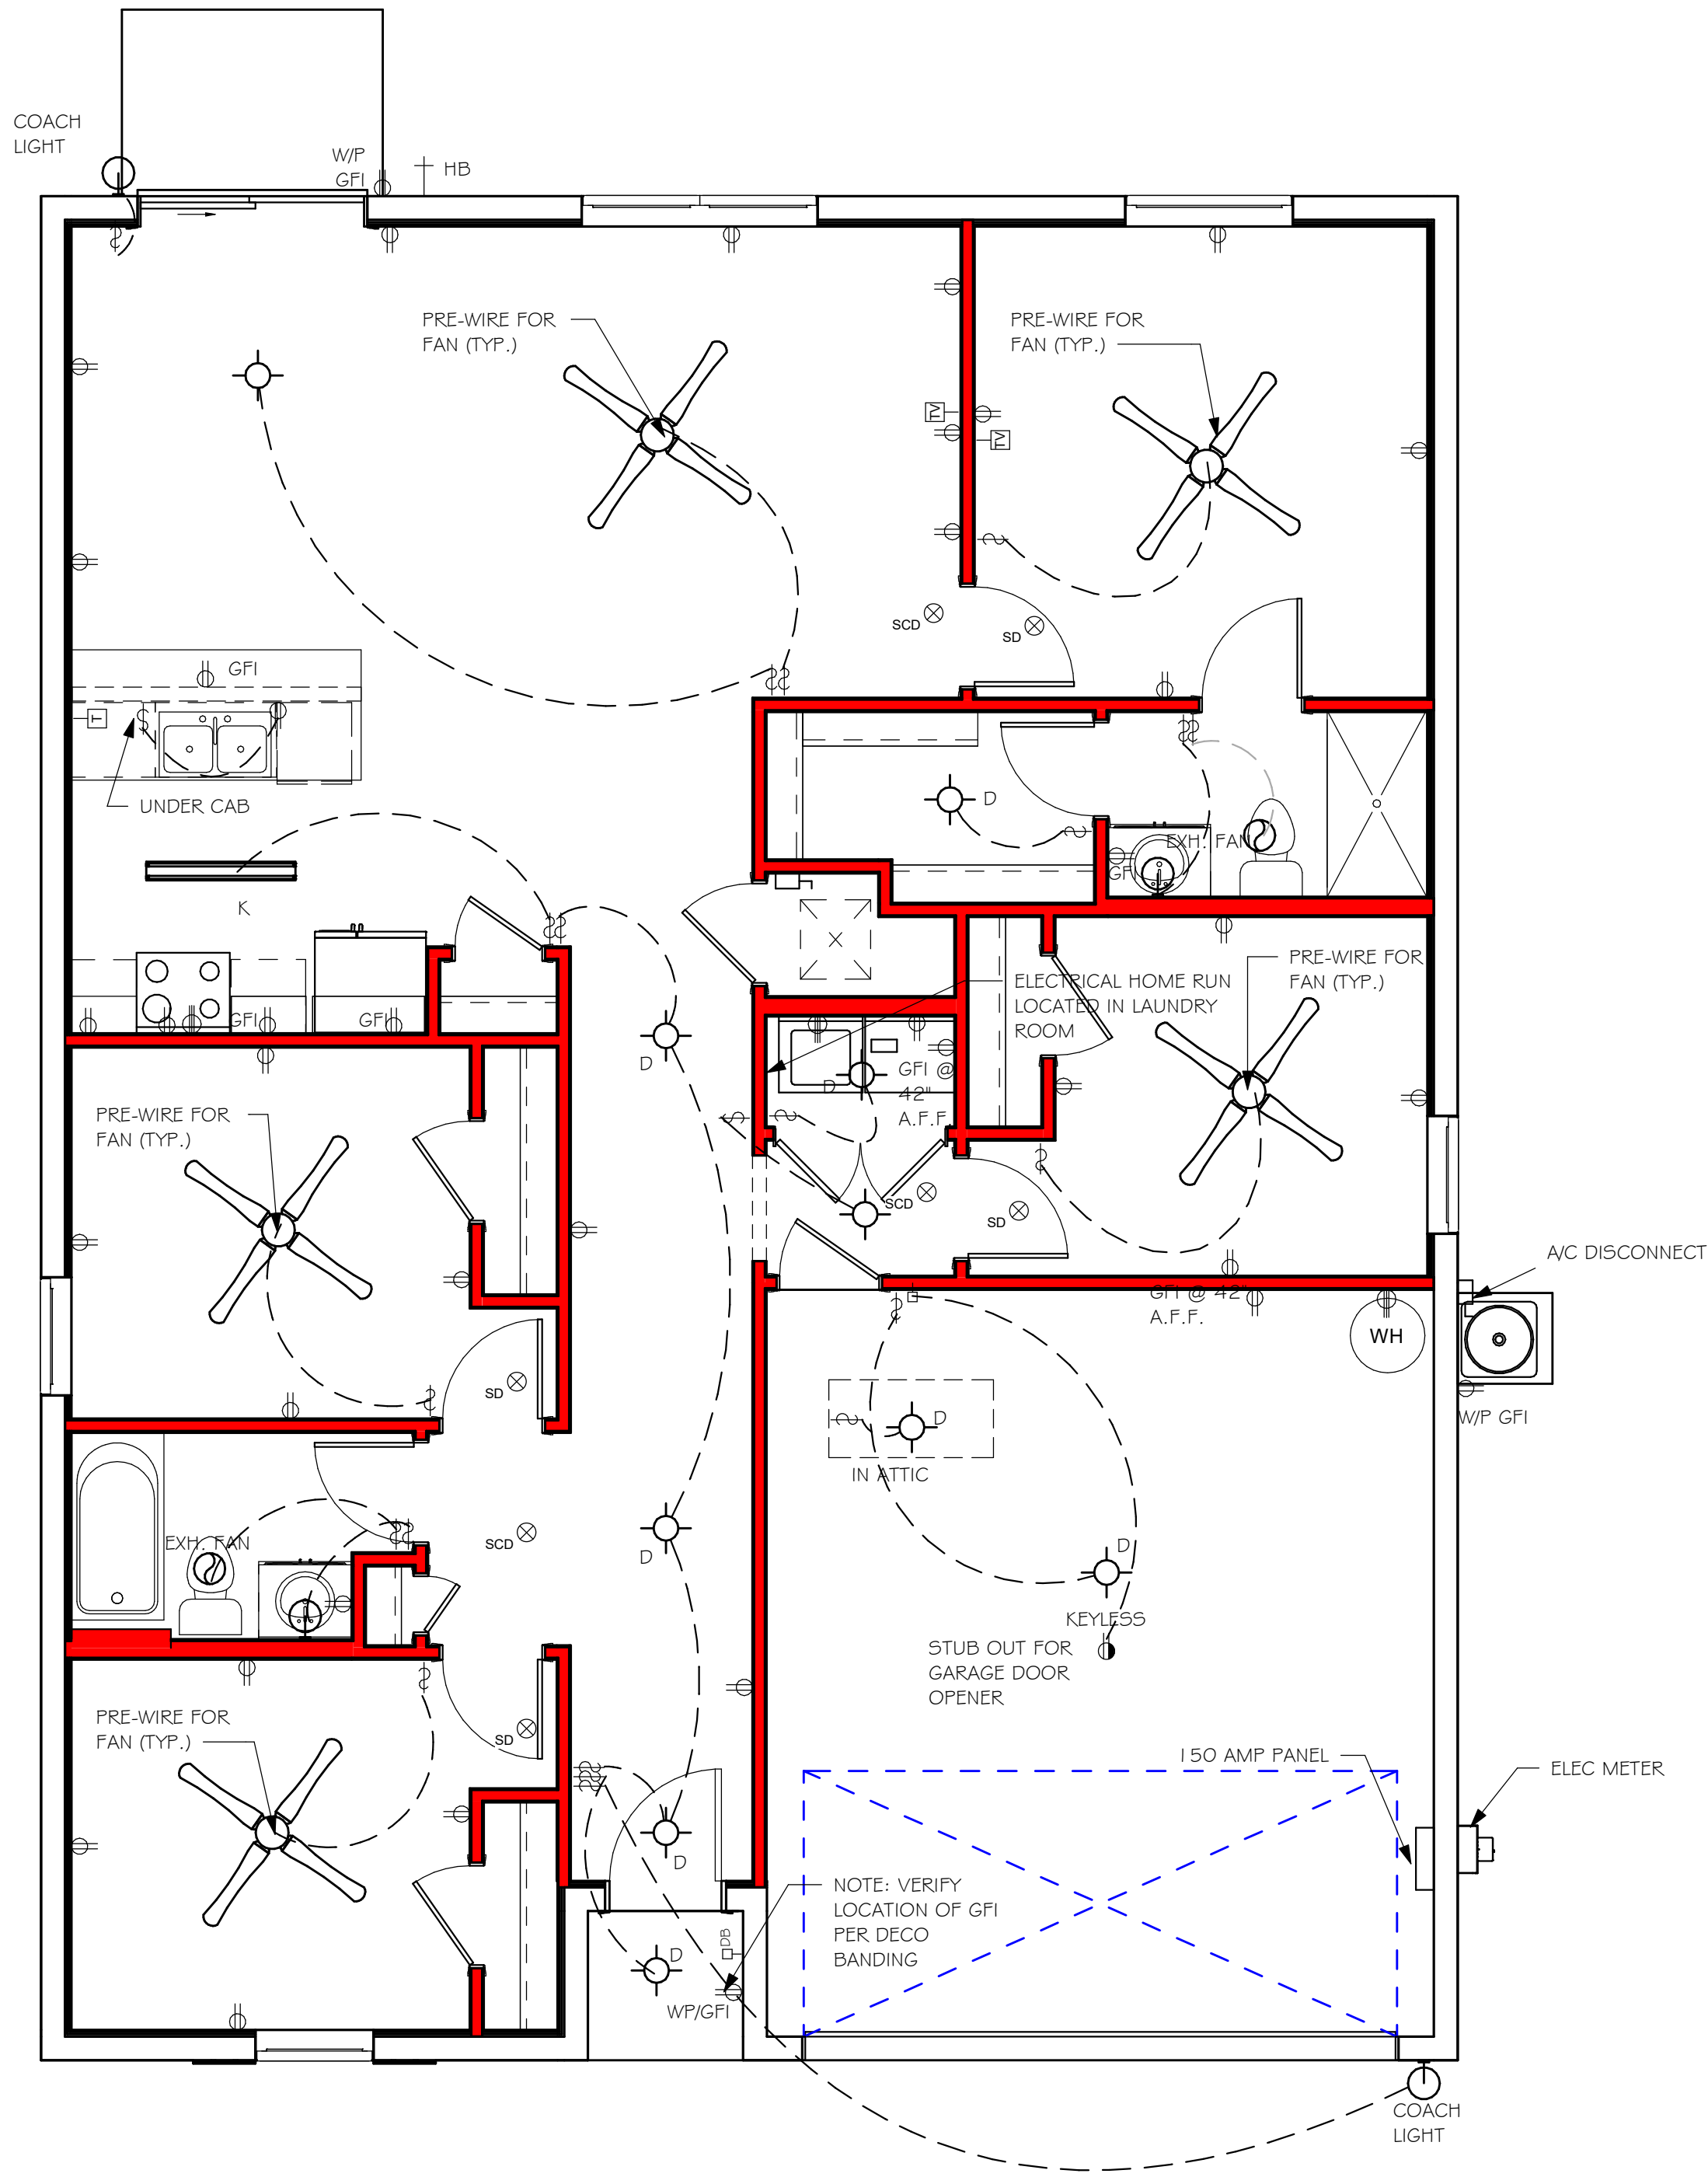 COACH
LIGHT
W/P
GFI
HB
PRE-WIRE FOR
FAN (TYP.)
PRE-WIRE FOR
FAN (TYP.)
TV
TV
SCD
SD
GFI
T
UNDER CAB
D
EXH. FAN
GFI
K
PRE-WIRE FOR
FAN (TYP.)
ELECTRICAL HOME RUN
LOCATED IN LAUNDRY
ROOM
GFI
GFI
D
D
GFI @
42"
A.F.F.
PRE-WIRE FOR
FAN (TYP.)
SCD
SD
A/C DISCONNECT
GFI @ 42"
A.F.F.
WH
SD
W/P GFI
D
IN ATTIC
EXH. FAN
SCD
D
D
KEYLESS
STUB OUT FOR
GARAGE DOOR
OPENER
PRE-WIRE FOR
FAN (TYP.)
SD
150 AMP PANEL
ELEC METER
D
NOTE: VERIFY
LOCATION OF GFI
PER DECO
BANDING
DB
D
WP/GFI
COACH
LIGHT